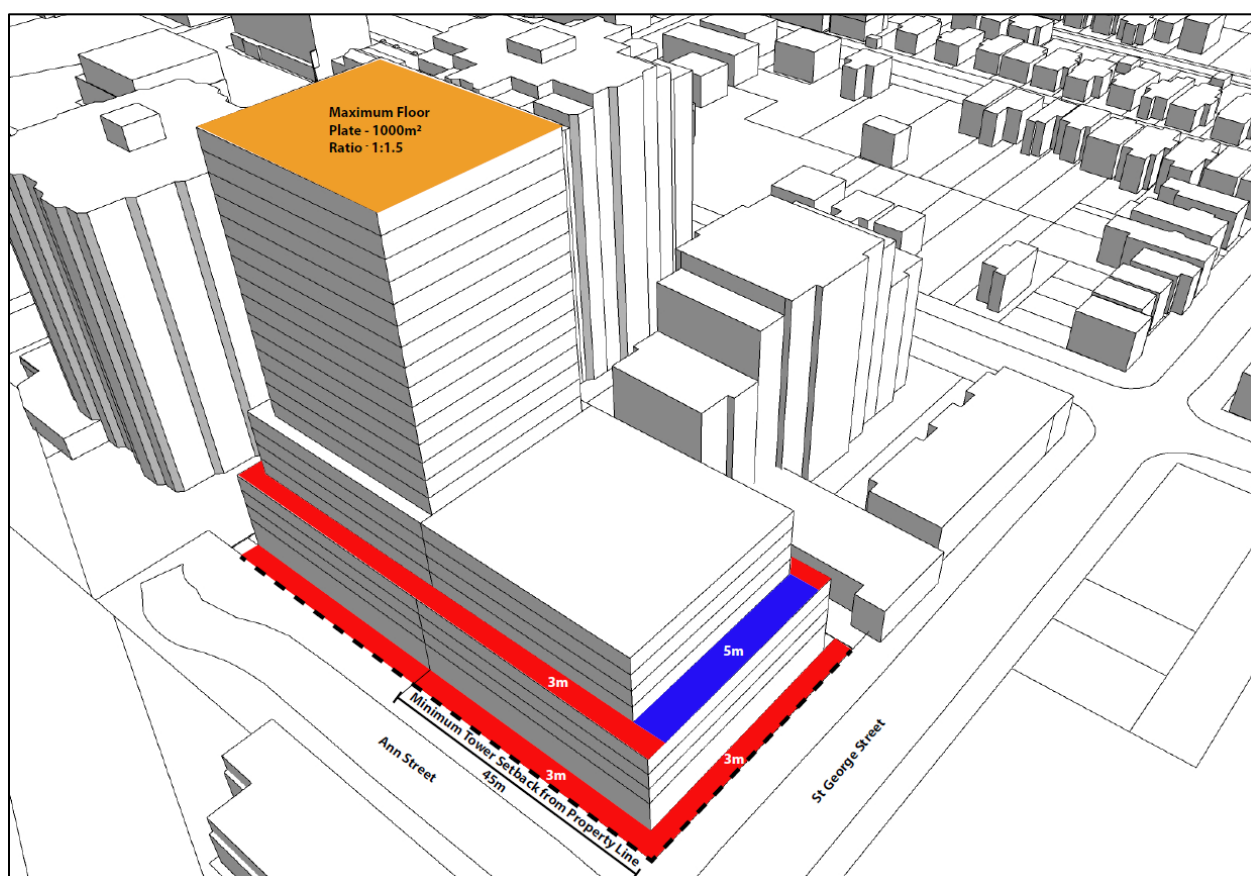 Maximum Floor
Plate - 1000m²
Ratio - 1:1.5
5m
3m
3m
3m
Minimum Tower Setback from Property Line
45m
Ann Street
St George Street